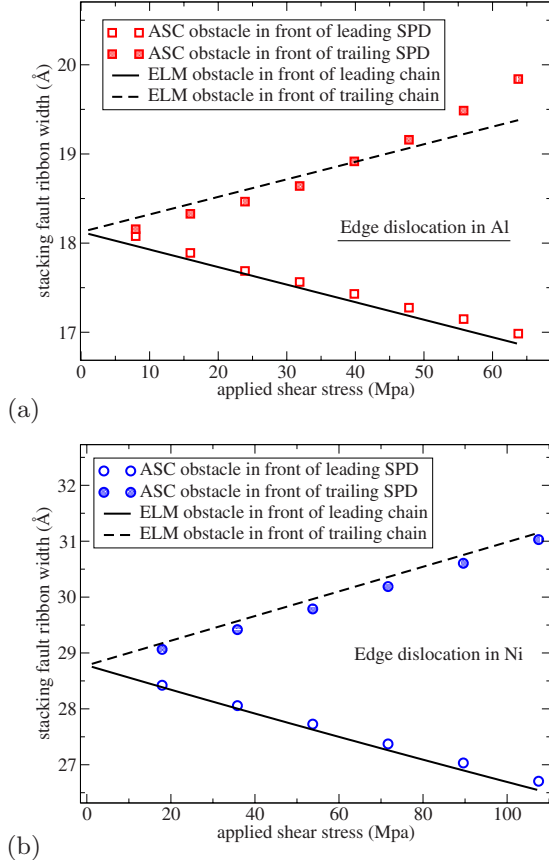 (a)
ASC obstacle in front of leading SPD
ASC obstacle in front of trailing SPD
ELM obstacle in front of leading chain
ELM obstacle in front of trailing chain
stacking fault ribbon width (Å)
20
19
18
17
Edge dislocation in Al
0 10 20 30 40 50 60
applied shear stress (Mpa)
(b)
ASC obstacle in front of leading SPD
ASC obstacle in front of trailing SPD
ELM obstacle in front of leading chain
ELM obstacle in front of trailing chain
stacking fault ribbon width (Å)
32
31
30
29
28
27
Edge dislocation in Ni
0 20 40 60 80 100
applied shear stress (Mpa)